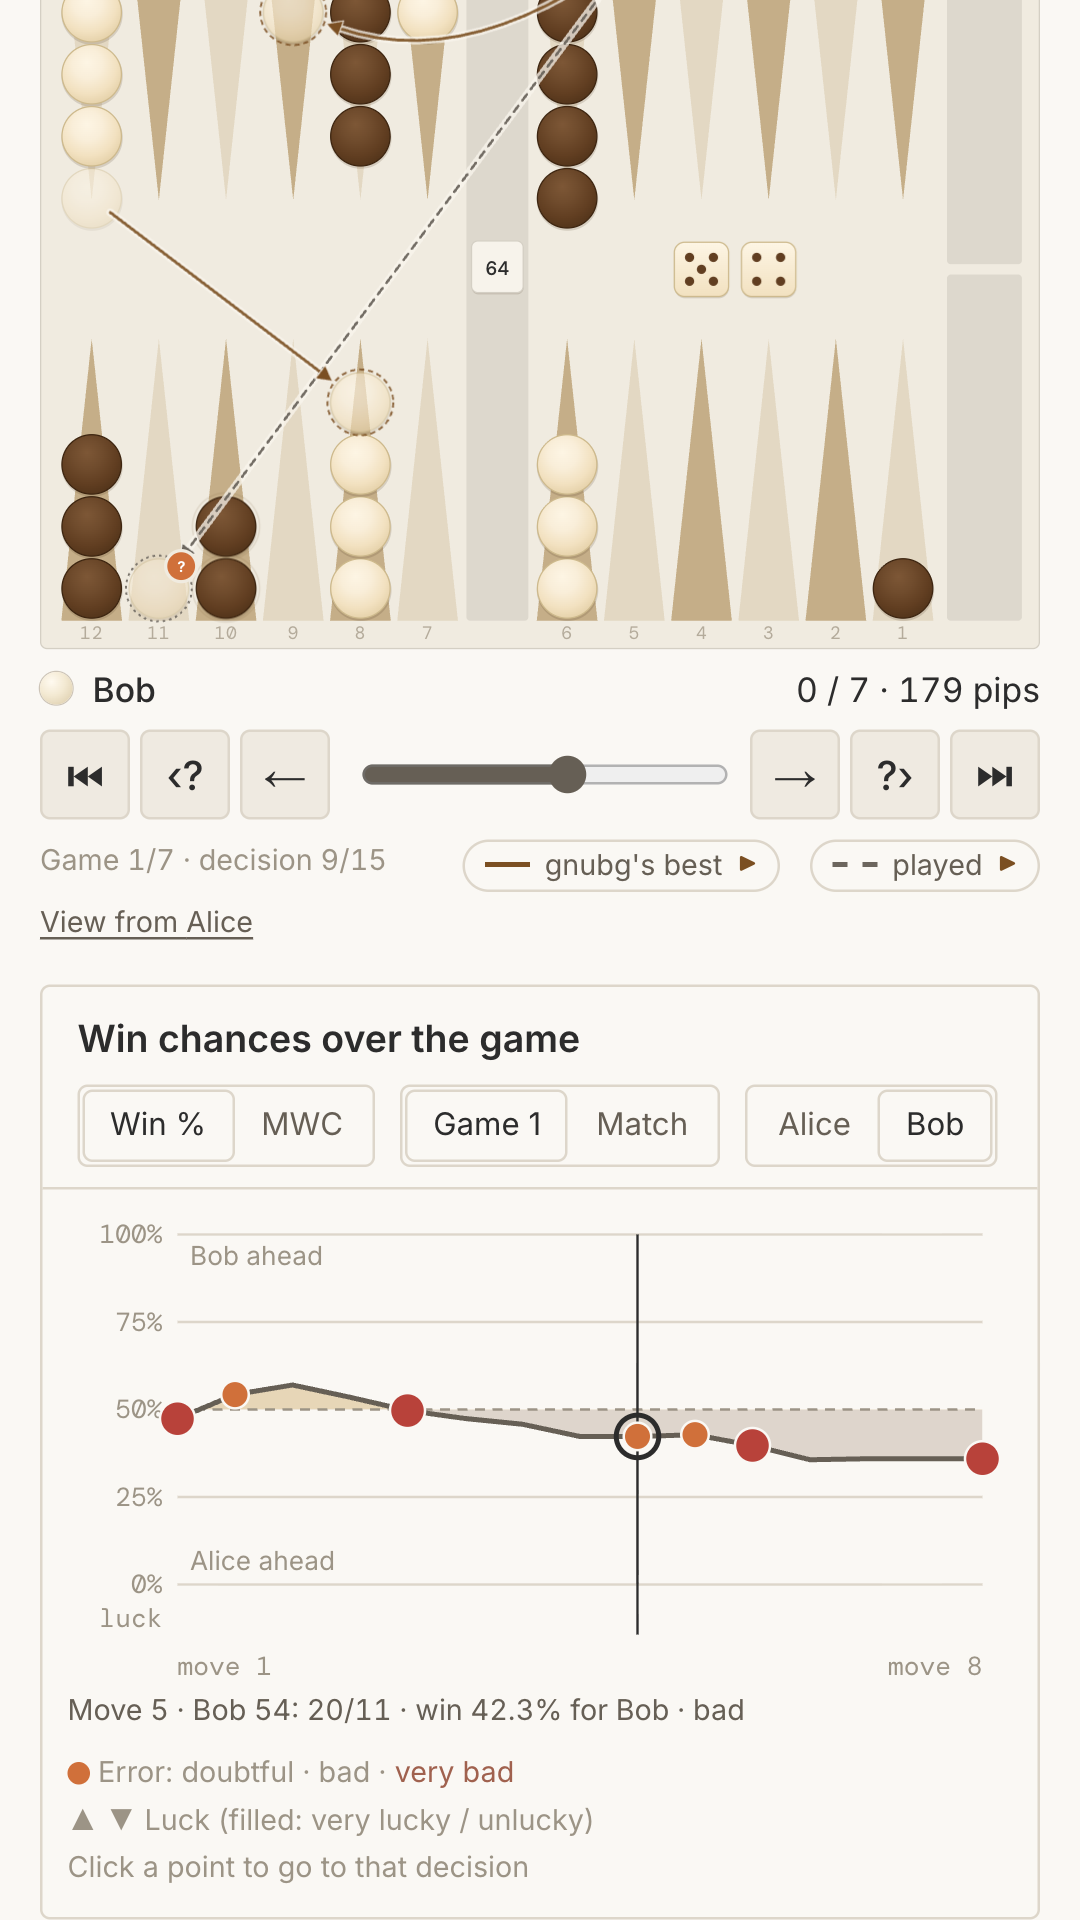 64
?
12 11 10 9 8 7 6 5 4 3 2 1
Bob 0 / 7 · 179 pips
‹? ← → ?›
Game 1/7 · decision 9/15 gnubg's best played
View from Alice
Win chances over the game
Win % MWC Game 1 Match Alice Bob
100%
Bob ahead
75%
50%
25%
Alice ahead
0%
luck
move 1 move 8
Move 5 · Bob 54: 20/11 · win 42.3% for Bob · bad
Error: doubtful · bad · very bad
▲ ▼ Luck (filled: very lucky / unlucky)
Click a point to go to that decision